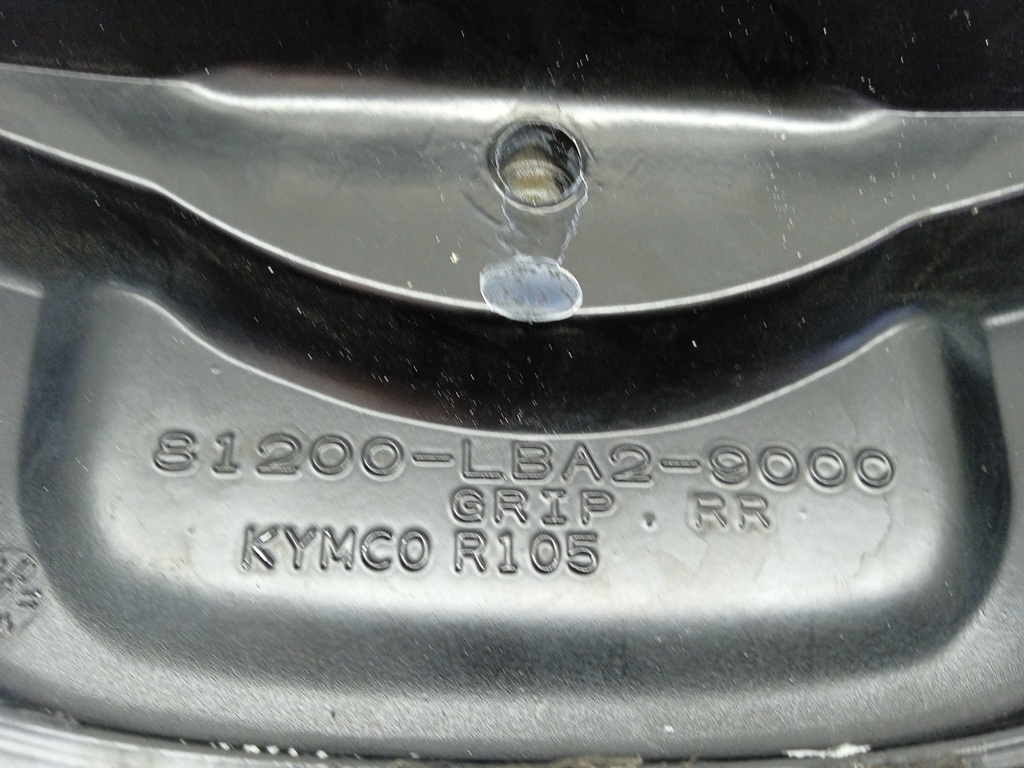 81200-LBA2-9000
GRIP . RR
KYMCO R105